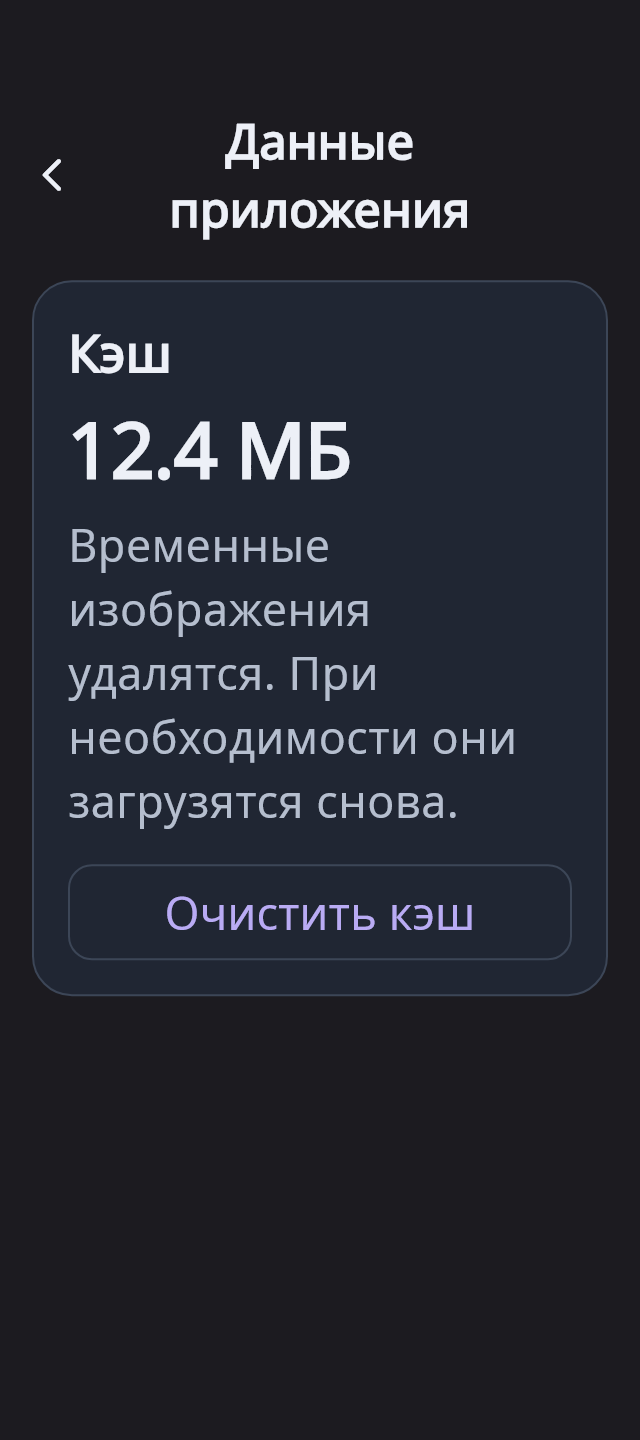 Данные
приложения
Кэш
12.4 МБ
Временные
изображения
удалятся. При
необходимости они
загрузятся снова.
Очистить кэш